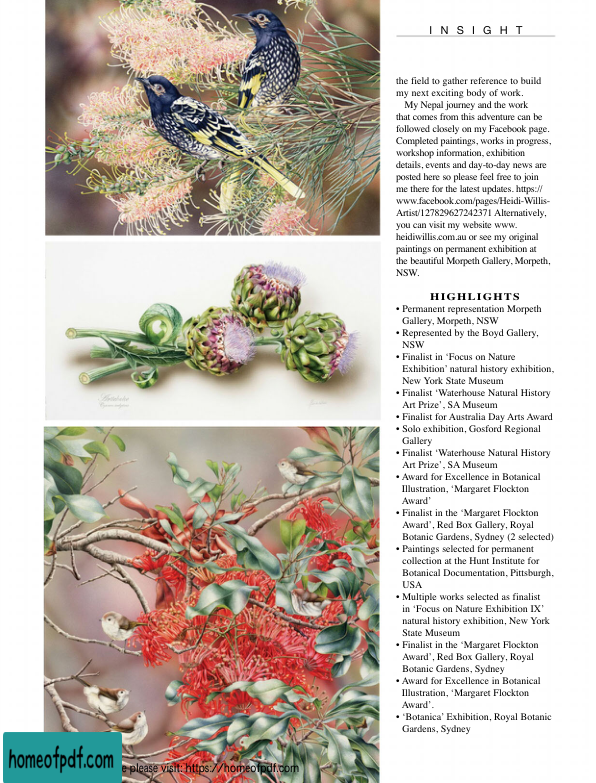 INSIGHT
the field to gather reference to build
my next exciting body of work.
My Nepal journey and the work
that comes from this adventure can be
followed closely on my Facebook page.
Completed paintings, works in progress,
workshop information, exhibition
details, events and day-to-day news are
posted here so please feel free to join
me there for the latest updates. https://
www.facebook.com/pages/Heidi-Willis-
Artist/127829627242371 Alternatively,
you can visit my website www.
heidiwillis.com.au or see my original
paintings on permanent exhibition at
the beautiful Morpeth Gallery, Morpeth,
NSW.
HIGHLIGHTS
• Permanent representation Morpeth
Gallery, Morpeth, NSW
• Represented by the Boyd Gallery,
NSW
• Finalist in ‘Focus on Nature
Exhibition’ natural history exhibition,
New York State Museum
• Finalist ‘Waterhouse Natural History
Art Prize’, SA Museum
• Finalist for Australia Day Arts Award
• Solo exhibition, Gosford Regional
Gallery
• Finalist ‘Waterhouse Natural History
Art Prize’, SA Museum
• Award for Excellence in Botanical
Illustration, ‘Margaret Flockton
Award’
• Finalist in the ‘Margaret Flockton
Award’, Red Box Gallery, Royal
Botanic Gardens, Sydney (2 selected)
• Paintings selected for permanent
collection at the Hunt Institute for
Botanical Documentation, Pittsburgh,
USA
• Multiple works selected as finalist
in ‘Focus on Nature Exhibition IX’
natural history exhibition, New York
State Museum
• Finalist in the ‘Margaret Flockton
Award’, Red Box Gallery, Royal
Botanic Gardens, Sydney
• Award for Excellence in Botanical
Illustration, ‘Margaret Flockton
Award’.
• ‘Botanica’ Exhibition, Royal Botanic
Gardens, Sydney
homeofpdf.com
please visit: https://homeofpdf.com